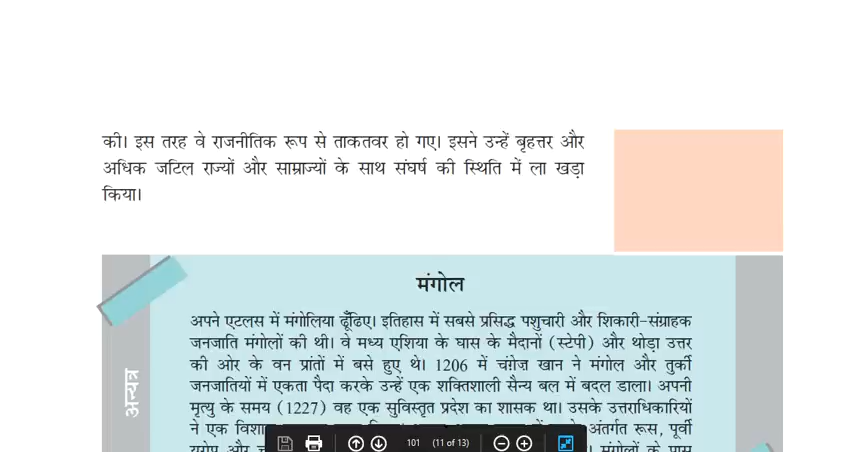 की। इस तरह वे राजनीतिक रूप से ताकतवर हो गए। इसने उन्हें बृहत्तर और
अधिक जटिल राज्यों और साम्राज्यों के साथ संघर्ष की स्थिति में ला खड़ा
किया।
मंगोल
अपने एटलस में मंगोलिया ढूँढिए। इतिहास में सबसे प्रसिद्ध पशुचारी और शिकारी-संग्राहक
जनजाति मंगोलों की थी। वे मध्य एशिया के घास के मैदानों (स्टेपी) और थोड़ा उत्तर
की ओर के वन प्रांतों में बसे हुए थे। 1206 में चंग़ेज ख़ान ने मंगोल और तुर्की
जनजातियों में एकता पैदा करके उन्हें एक शक्तिशाली सैन्य बल में बदल डाला। अपनी
अन्यत्र
मृत्यु के समय (1227) वह एक सुविस्तृत प्रदेश का शासक था। उसके उत्तराधिकारियों
ने एक अंतर्गत रूस, पूर्वी
यूरोप और । मंगोलों के पास
101 (11 of 13)